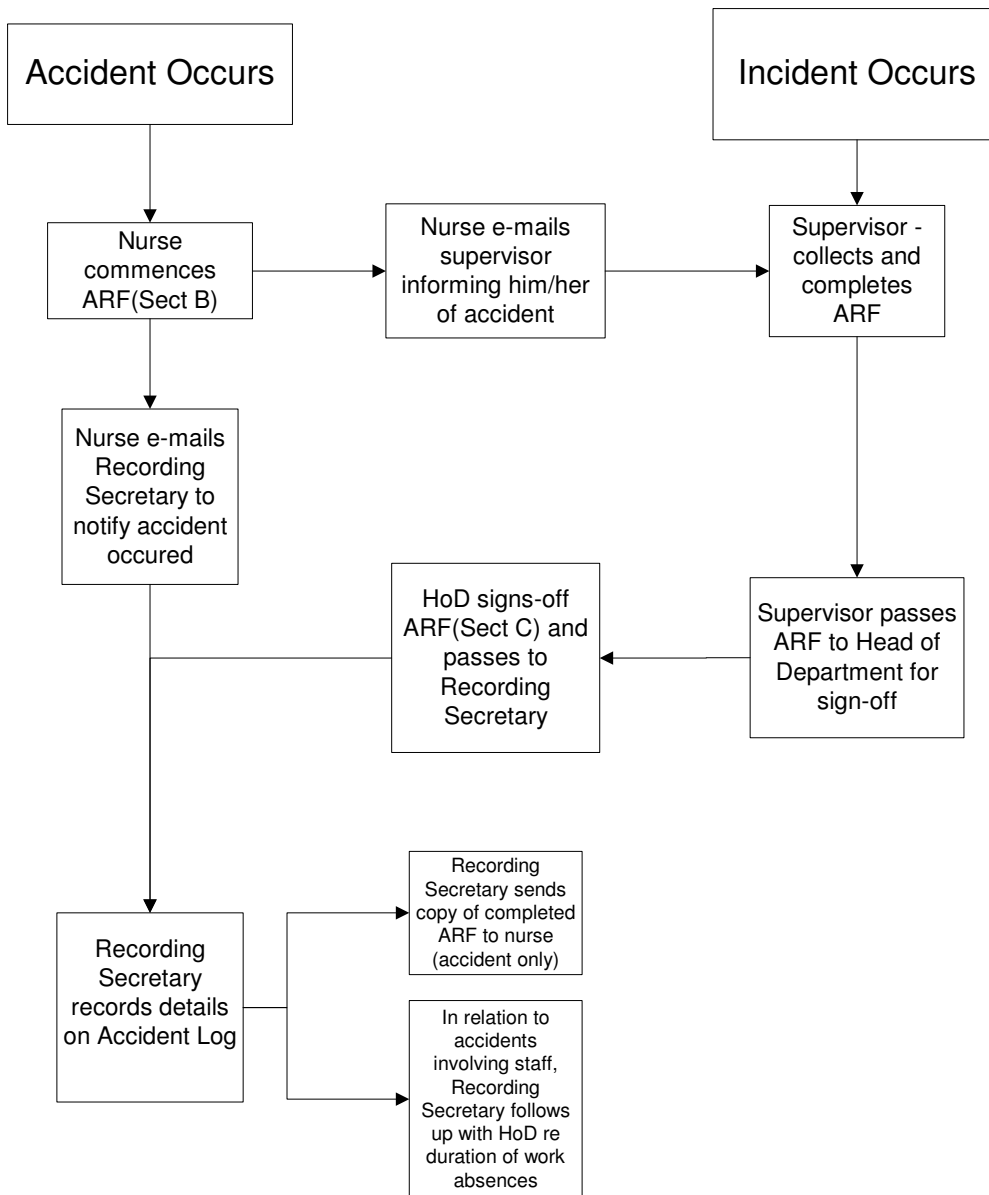 Accident Occurs
Incident Occurs
Nurse
commences
ARF(Sect B)
Nurse e-mails
supervisor
informing him/her
of accident
Supervisor -
collects and
completes
ARF
Nurse e-mails
Recording
Secretary to
notify accident
occured
HoD signs-off
ARF(Sect C) and
passes to
Recording
Secretary
Supervisor passes
ARF to Head of
Department for
sign-off
Recording
Secretary
records details
on Accident Log
Recording
Secretary sends
copy of completed
ARF to nurse
(accident only)
In relation to
accidents
involving staff,
Recording
Secretary follows
up with HoD re
duration of work
absences